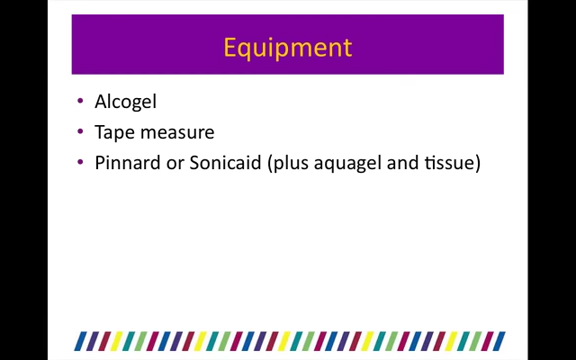 Equipment
• Alcogel
• Tape measure
• Pinnard or Sonicaid (plus aquagel and tissue)